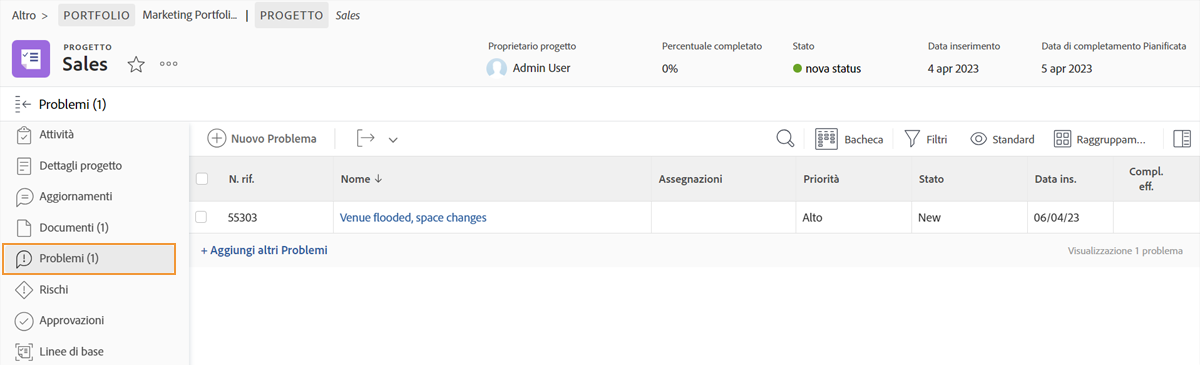 Altro > PORTFOLIO Marketing Portfoli... | PROGETTO Sales
PROGETTO
Sales
Proprietario progetto
Admin User
Percentuale completato
0%
Stato
nova status
Data inserimento
4 apr 2023
Data di completamento Pianificata
5 apr 2023
Problemi (1)
Attività
Dettagli progetto
Aggiornamenti
Documenti (1)
Problemi (1)
Rischi
Approvazioni
Linee di base
Nuovo Problema
Bacheca
Filtri
Standard
Raggruppam...
N. rif. Nome Assegnazioni Priorità Stato Data ins. Compl.
eff.
55303 Venue flooded, space changes Alto New 06/04/23
+ Aggiungi altri Problemi
Visualizzazione 1 problema